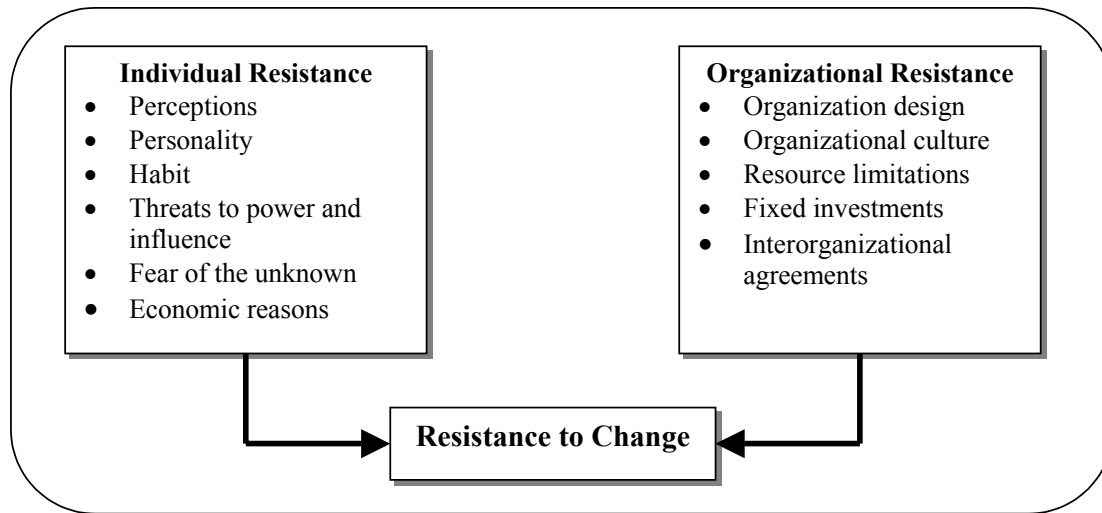 Individual Resistance
• Perceptions
• Personality
• Habit
• Threats to power and
influence
• Fear of the unknown
• Economic reasons
Organizational Resistance
• Organization design
• Organizational culture
• Resource limitations
• Fixed investments
• Interorganizational
agreements
Resistance to Change